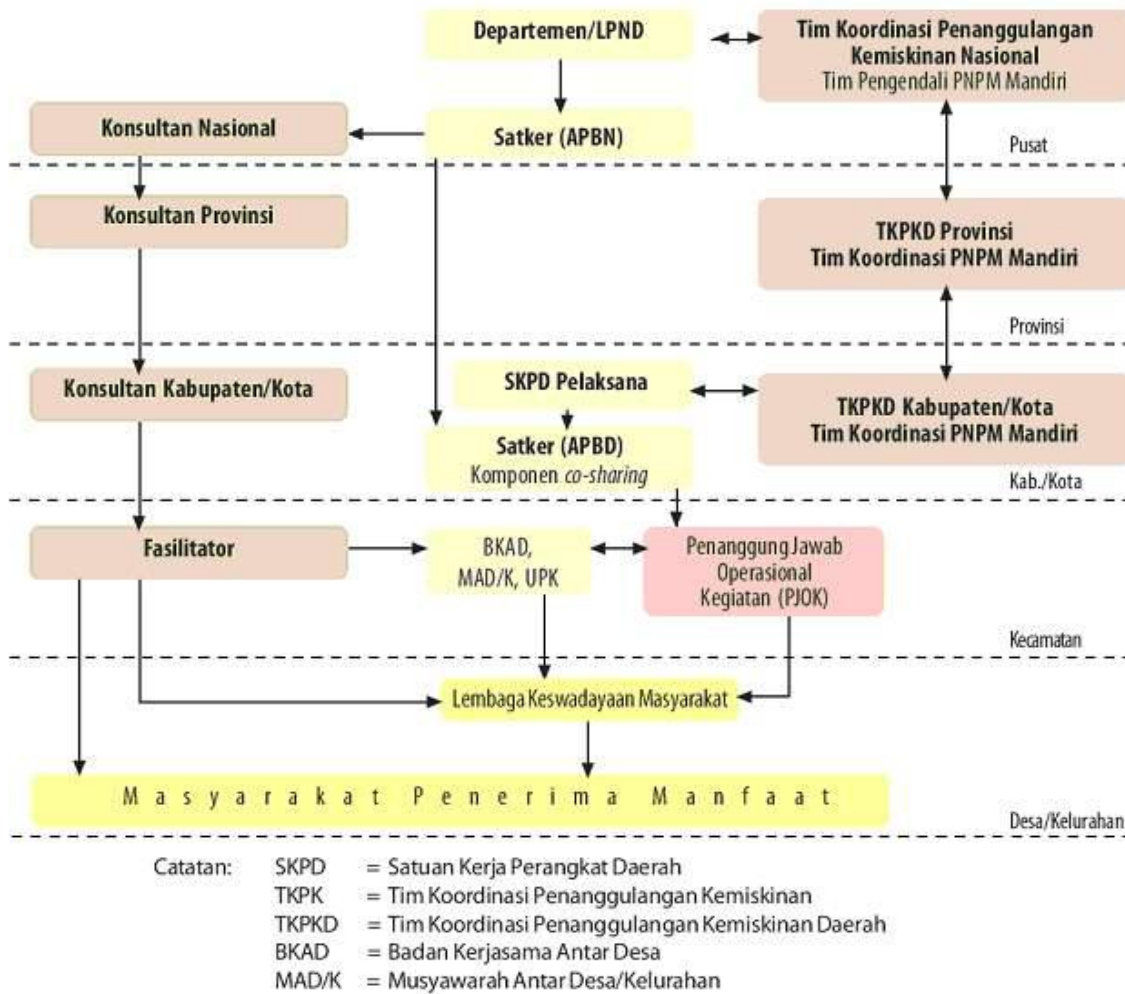 Departemen/LPND
Tim Koordinasi Penanggulangan
Kemiskinan Nasional
Tim Pengendali PNPM Mandiri
Konsultan Nasional
Satker (APBN)
Pusat
Konsultan Provinsi
TKPKD Provinsi
Tim Koordinasi PNPM Mandiri
Provinsi
Konsultan Kabupaten/Kota
SKPD Pelaksana
TKPKD Kabupaten/Kota
Tim Koordinasi PNPM Mandiri
Satker (APBD)
Komponen co-sharing
Kab./Kota
Fasilitator
BKAD,
MAD/K, UPK
Penanggung Jawab
Operasional
Kegiatan (PJOK)
Kecamatan
Lembaga Keswadayaan Masyarakat
Masyarakat Penerima Manfaat
Desa/Kelurahan
Catatan: SKPD = Satuan Kerja Perangkat Daerah
TKPK = Tim Koordinasi Penanggulangan Kemiskinan
TKPKD = Tim Koordinasi Penanggulangan Kemiskinan Daerah
BKAD = Badan Kerjasama Antar Desa
MAD/K = Musyawarah Antar Desa/Kelurahan